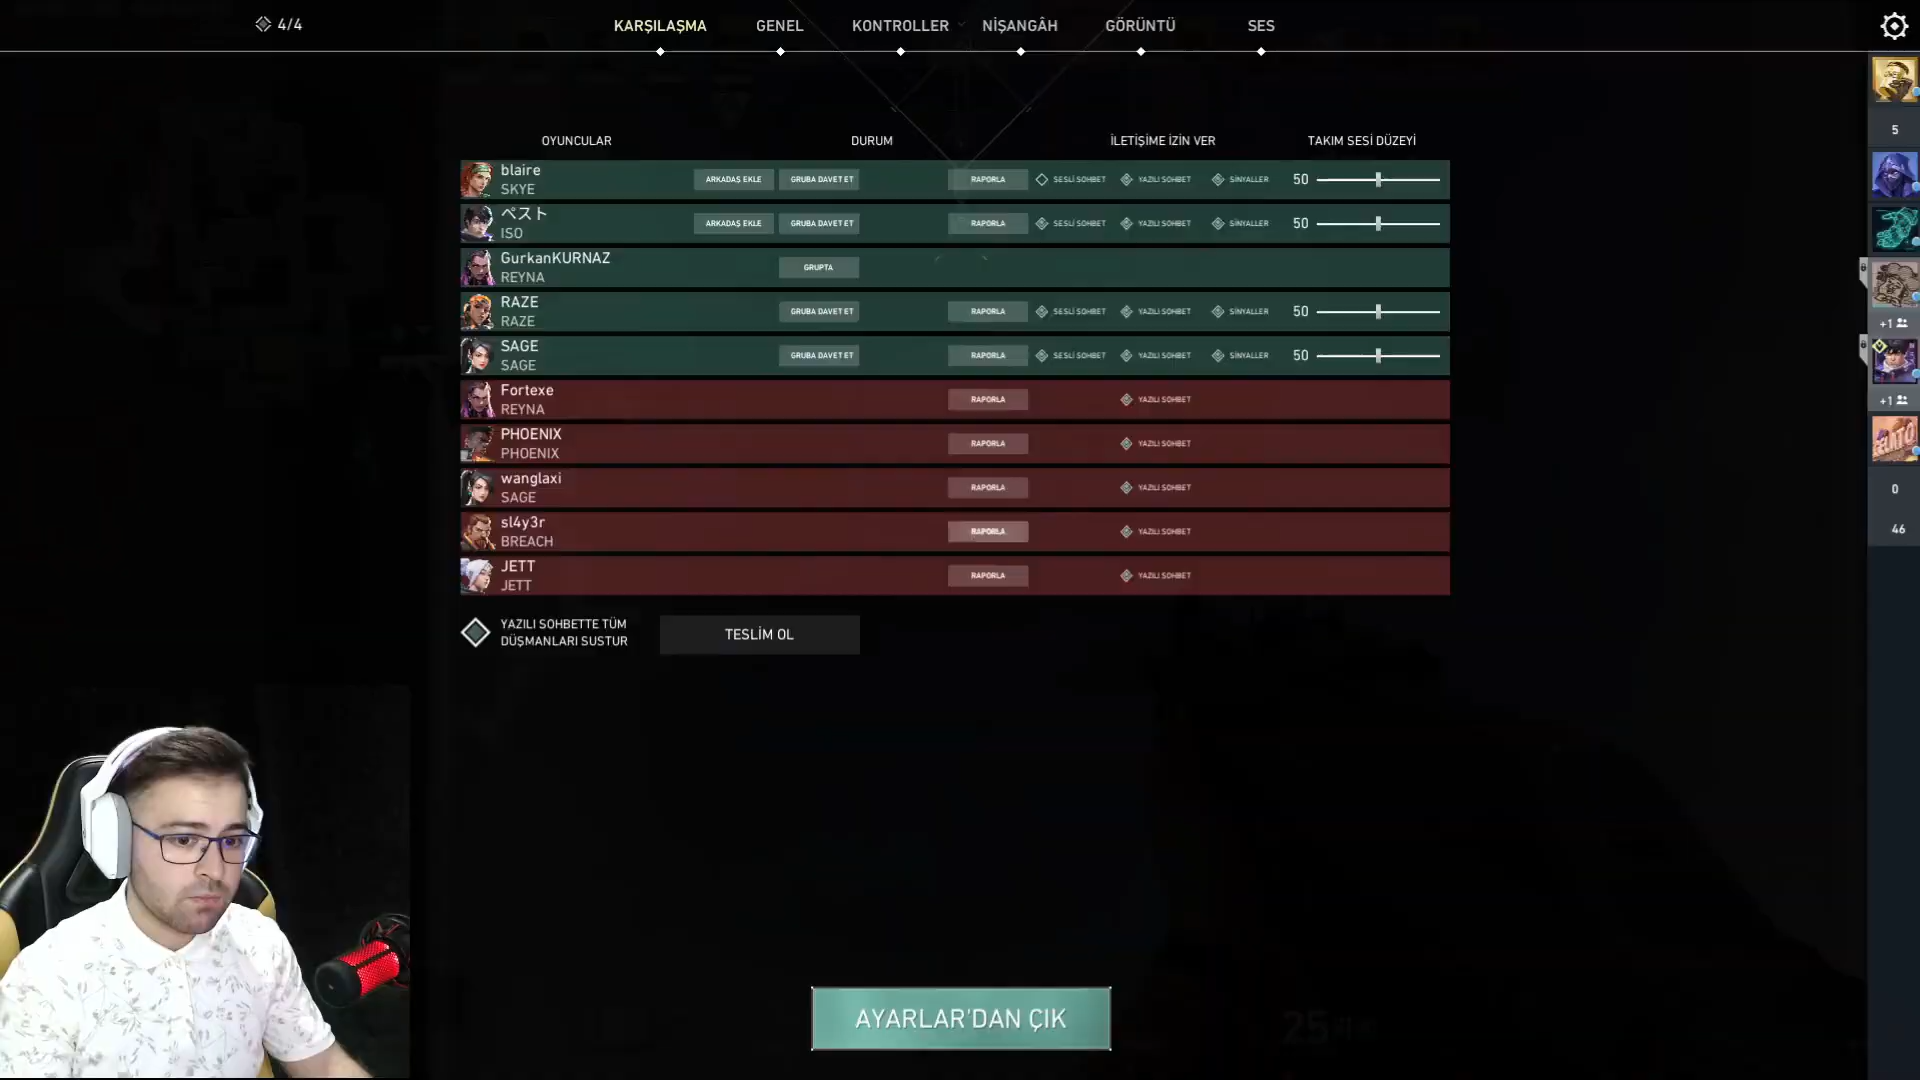 4/4
KARŞILAŞMA GENEL KONTROLLER NİŞANGÂH GÖRÜNTÜ SES
OYUNCULAR DURUM İLETİŞİME İZİN VER TAKIM SESİ DÜZEYİ
blaire
SKYE
ARKADAŞ EKLE GRUBA DAVET ET RAPORLA SESLİ SOHBET YAZILI SOHBET SİNYALLER 50
ペスト
ISO
ARKADAŞ EKLE GRUBA DAVET ET RAPORLA SESLİ SOHBET YAZILI SOHBET SİNYALLER 50
GurkanKURNAZ
REYNA
GRUPTA
RAZE
RAZE
GRUBA DAVET ET RAPORLA SESLİ SOHBET YAZILI SOHBET SİNYALLER 50
SAGE
SAGE
GRUBA DAVET ET RAPORLA SESLİ SOHBET YAZILI SOHBET SİNYALLER 50
Fortexe
REYNA
RAPORLA YAZILI SOHBET
PHOENIX
PHOENIX
RAPORLA YAZILI SOHBET
wanglaxi
SAGE
RAPORLA YAZILI SOHBET
sl4y3r
BREACH
RAPORLA YAZILI SOHBET
JETT
JETT
RAPORLA YAZILI SOHBET
YAZILI SOHBETTE TÜM
DÜŞMANLARI SUSTUR
TESLİM OL
AYARLAR'DAN ÇIK
25
5
+1
+1
0
46